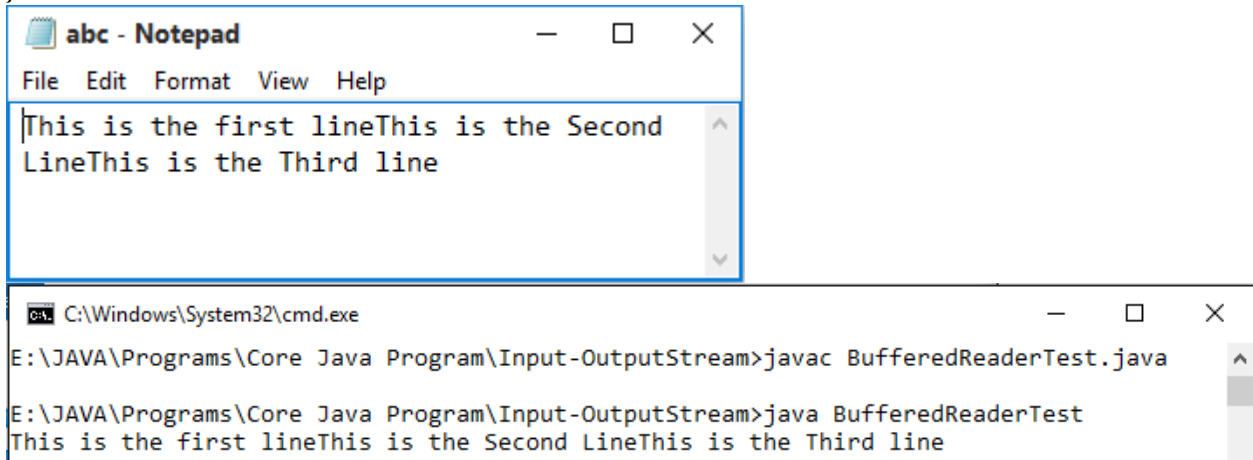 abc - Notepad
File Edit Format View Help
This is the first lineThis is the Second
LineThis is the Third line
C:\Windows\System32\cmd.exe
E:\JAVA\Programs\Core Java Program\Input-OutputStream>javac BufferedReaderTest.java
E:\JAVA\Programs\Core Java Program\Input-OutputStream>java BufferedReaderTest
This is the first lineThis is the Second LineThis is the Third line